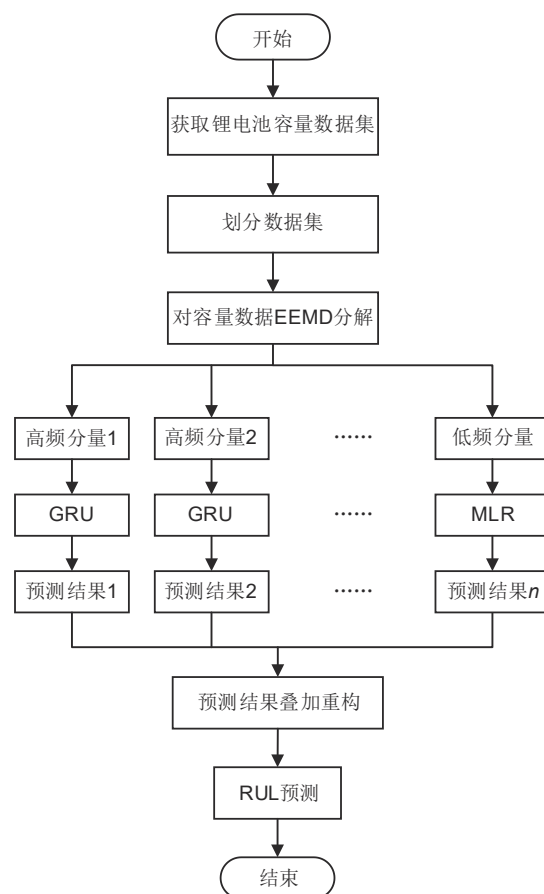 开始
获取锂电池容量数据集
划分数据集
对容量数据EEMD分解
高频分量1 高频分量2 …… 低频分量
GRU GRU …… MLR
预测结果1 预测结果2 …… 预测结果n
预测结果叠加重构
RUL预测
结束